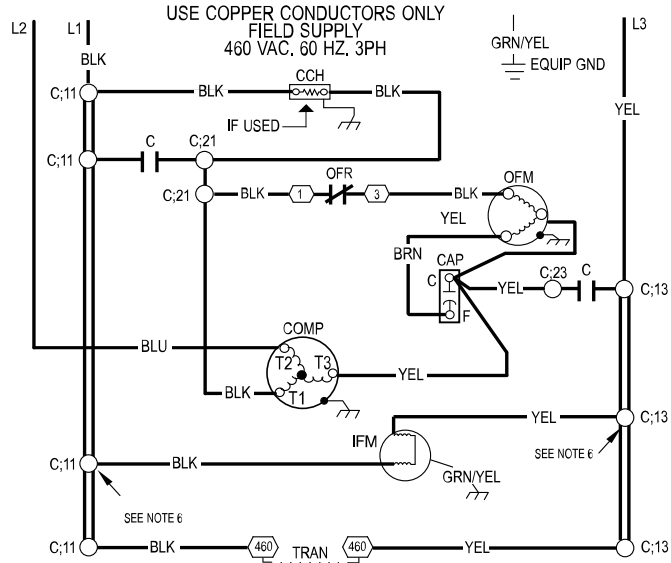 USE COPPER CONDUCTORS ONLY
FIELD SUPPLY
460 VAC, 60 HZ, 3PH
L2
L1
L3
BLK
GRN/YEL
EQUIP GND
CCH
C;11
BLK
BLK
YEL
IF USED
C
C;21
C;11
OFR
OFM
C;21
BLK
1
3
BLK
YEL
BRN
CAP
C
C;23
C
YEL
C;13
F
COMP
BLU
T2
T3
YEL
BLK
T1
YEL
C;13
IFM
SEE NOTE 6
C;11
BLK
GRN/YEL
SEE NOTE 6
C;11
BLK
460
TRAN
460
YEL
C;13